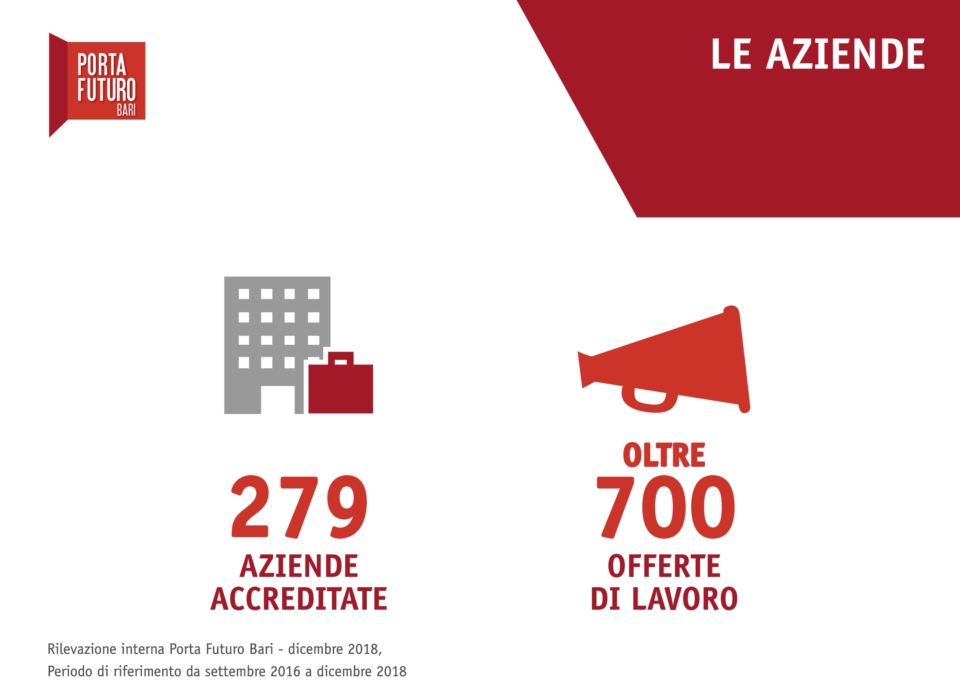 PORTA
FUTURO
BARI
LE AZIENDE
279
AZIENDE
ACCREDITATE
OLTRE
700
OFFERTE
DI LAVORO
Rilevazione interna Porta Futuro Bari - dicembre 2018,
Periodo di riferimento da settembre 2016 a dicembre 2018